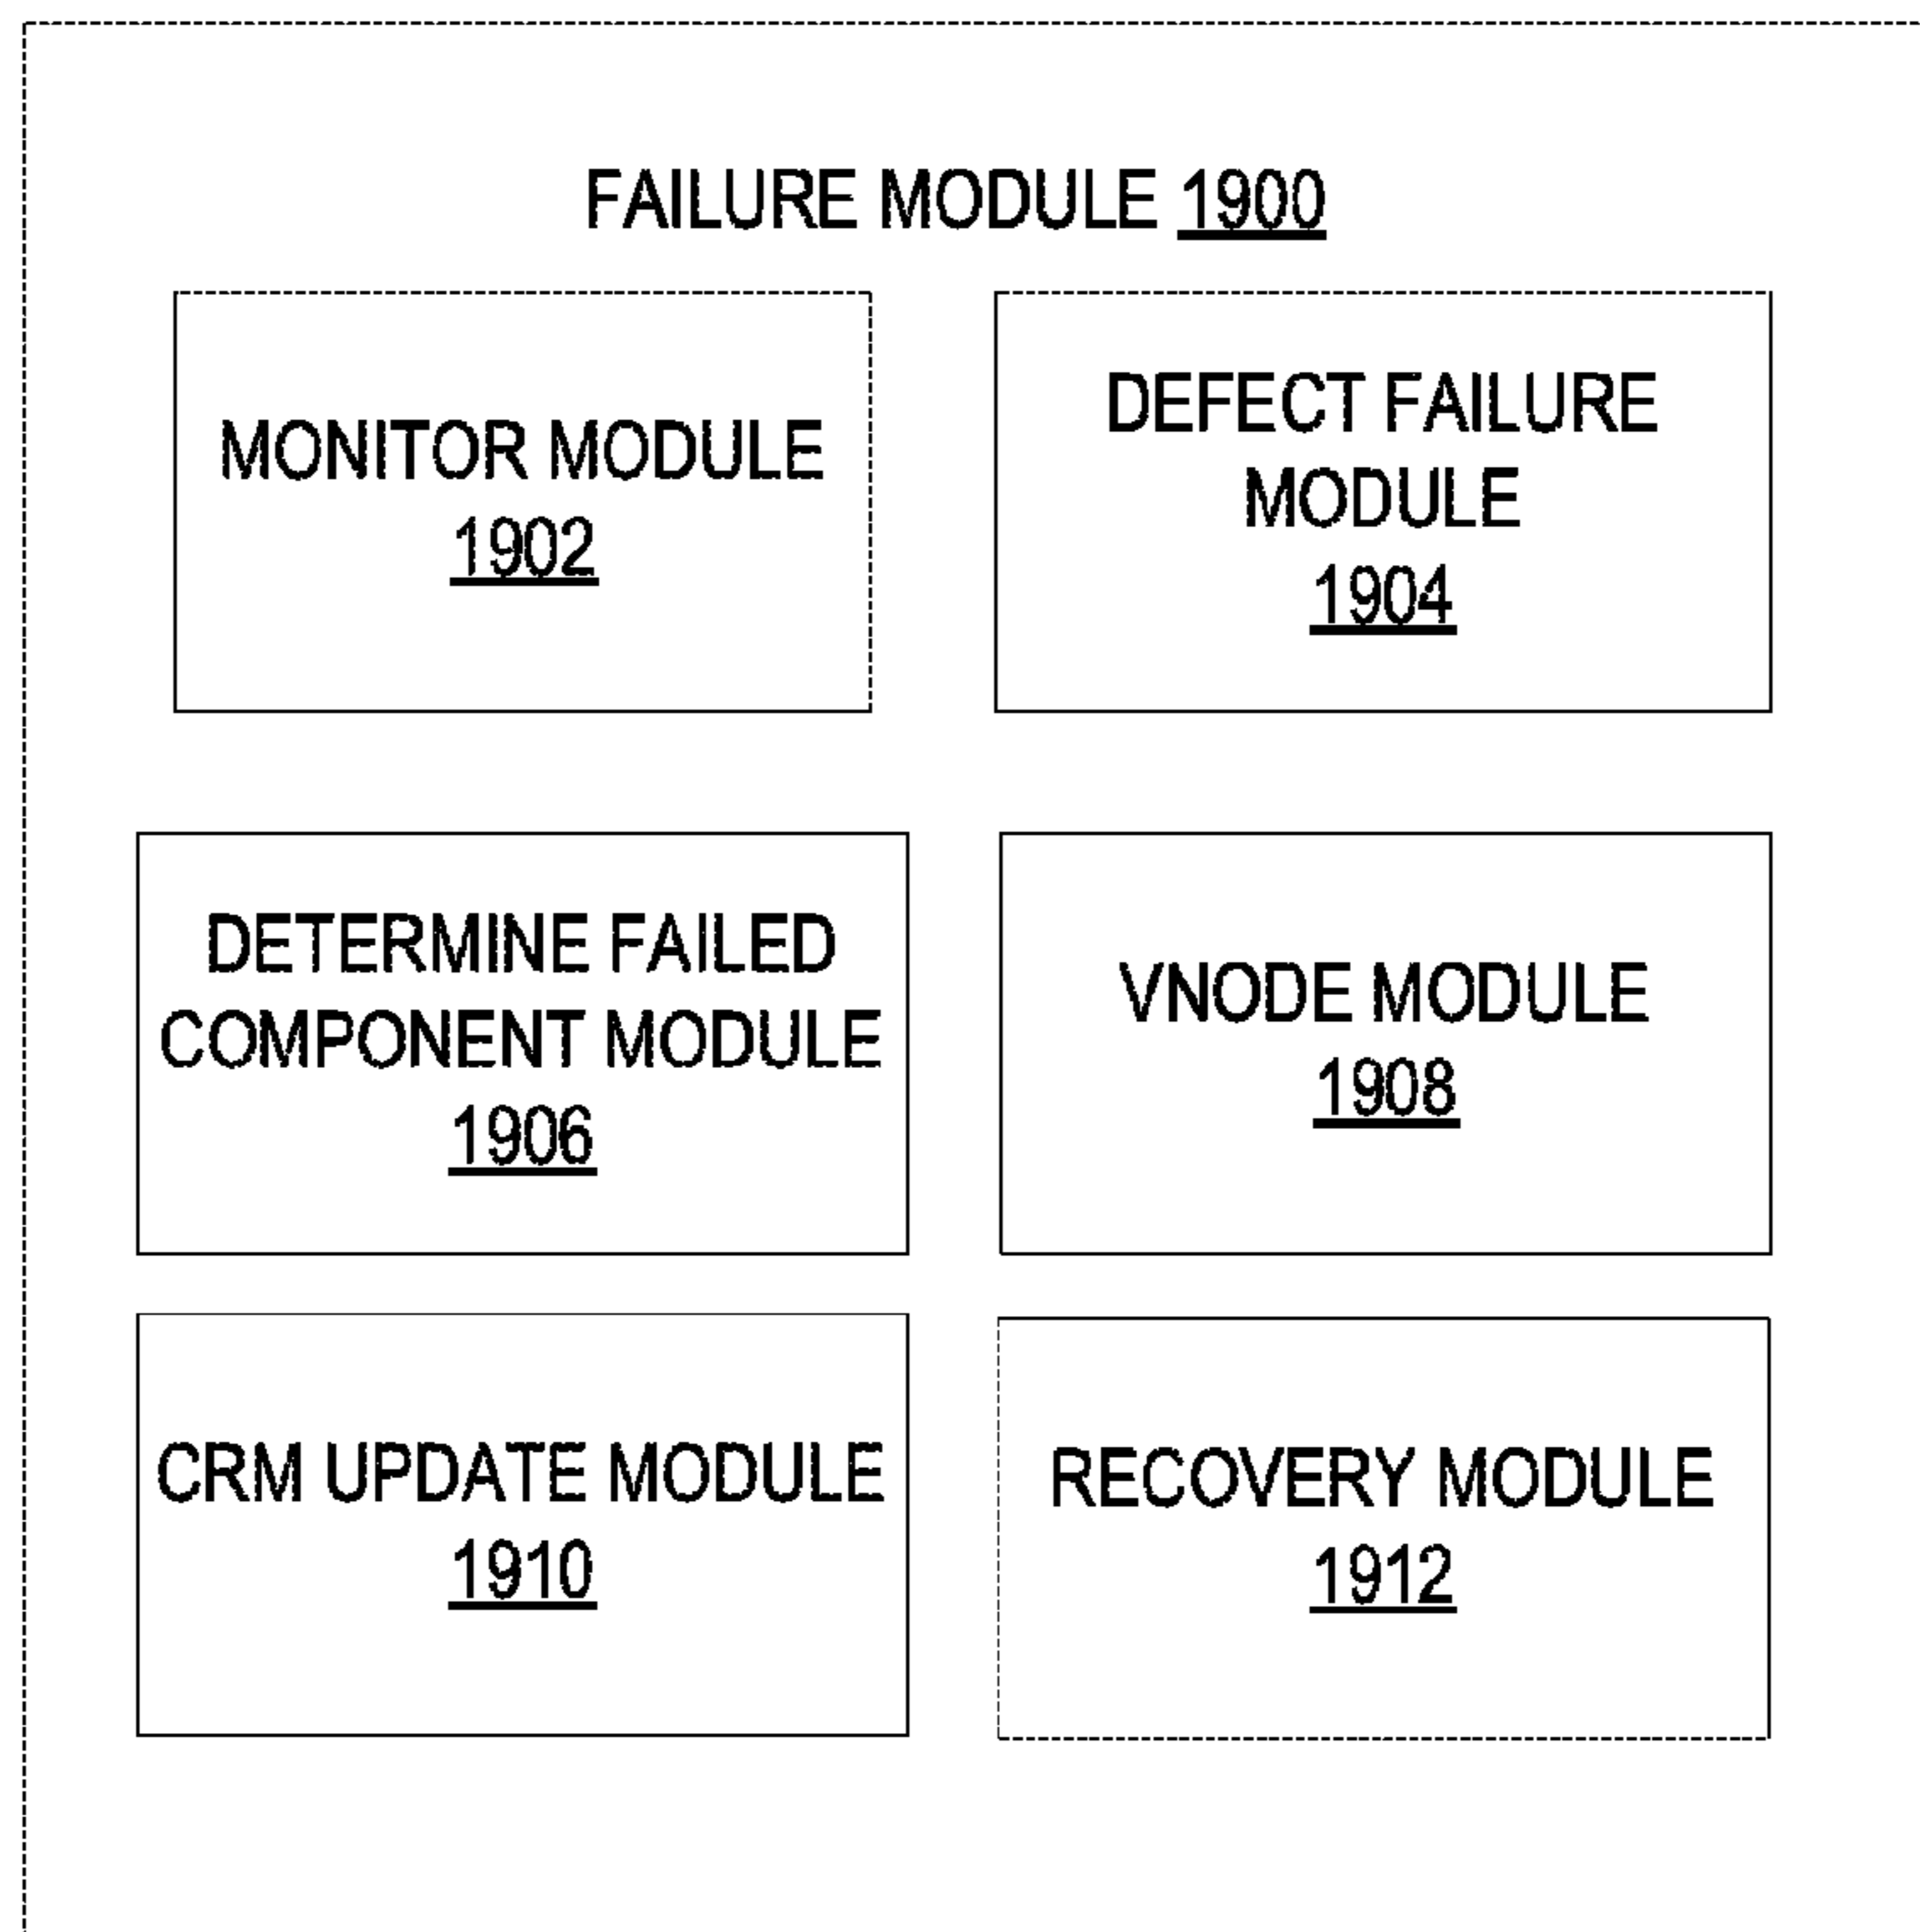 FAILURE MODULE 1900
MONITOR MODULE
1902
DEFECT FAILURE
MODULE
1904
DETERMINE FAILED
COMPONENT MODULE
1906
VNODE MODULE
1908
CRM UPDATE MODULE
1910
RECOVERY MODULE
1912